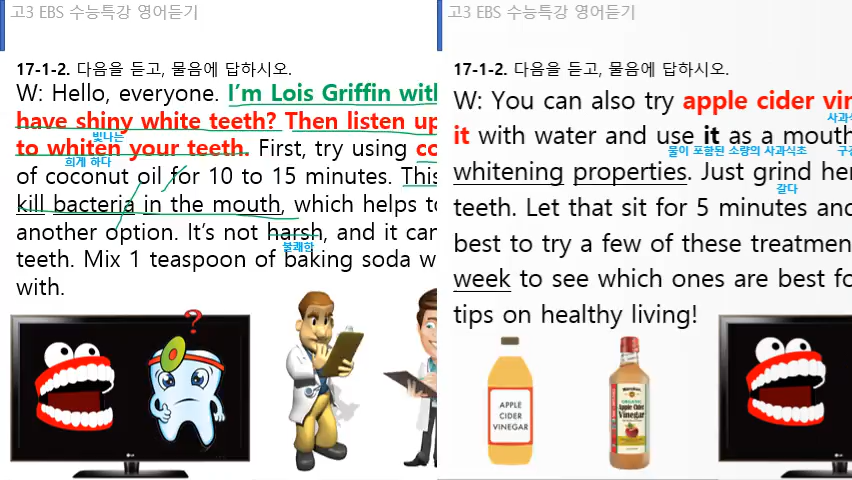 고3 EBS 수능특강 영어듣기
17-1-2. 다음을 듣고, 물음에 답하시오.
W: Hello, everyone. I'm Lois Griffin with
have shiny white teeth? Then listen up
빛나는
to whiten your teeth. First, try using co
희게 하다
of coconut oil for 10 to 15 minutes. This
kill bacteria in the mouth, which helps to
another option. It's not harsh, and it can
불쾌한
teeth. Mix 1 teaspoon of baking soda w
with.
?
LG
고3 EBS 수능특강 영어듣기
17-1-2. 다음을 듣고, 물음에 답하시오.
W: You can also try apple cider vin
사과식
it with water and use it as a mouth
물이 포함된 소량의 사과식초
whitening properties. Just grind her
갈다
teeth. Let that sit for 5 minutes and
best to try a few of these treatmen
week to see which ones are best fo
tips on healthy living!
APPLE
CIDER
VINEGAR
ORGANIC
Apple Cider
Vinegar